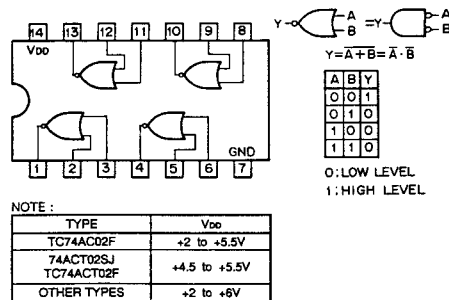 14 13 12 11 10 9 8
VDD
GND
1 2 3 4 5 6 7
Y A B = Y A B
Y=A+B=A·B
A B Y
0 0 1
0 1 0
1 0 0
1 1 0
0:LOW LEVEL
1:HIGH LEVEL
NOTE :
TYPE VDD
TC74AC02F +2 to +5.5V
74ACT02SJ
TC74ACT02F +4.5 to +5.5V
OTHER TYPES +2 to +6V